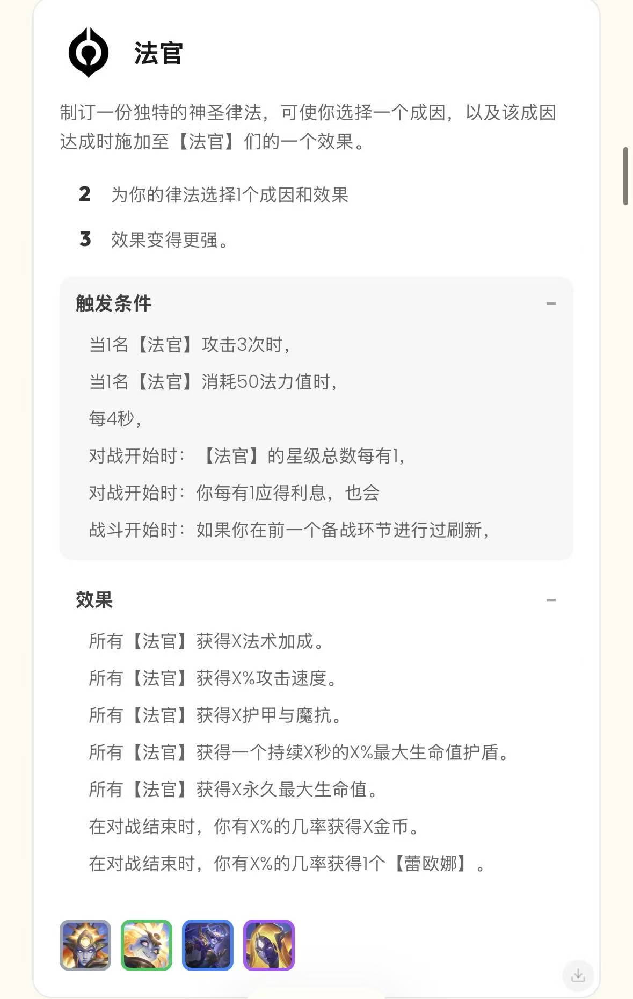 法官
制订一份独特的神圣律法，可使你选择一个成因，以及该成因
达成时施加至【法官】们的一个效果。
2 为你的律法选择1个成因和效果
3 效果变得更强。
触发条件
当1名【法官】攻击3次时，
当1名【法官】消耗50法力值时，
每4秒，
对战开始时：【法官】的星级总数每有1，
对战开始时：你每有1应得利息，也会
战斗开始时：如果你在前一个备战环节进行过刷新，
效果
所有【法官】获得X法术加成。
所有【法官】获得X%攻击速度。
所有【法官】获得X护甲与魔抗。
所有【法官】获得一个持续X秒的X%最大生命值护盾。
所有【法官】获得X永久最大生命值。
在对战结束时，你有X%的几率获得X金币。
在对战结束时，你有X%的几率获得1个【蕾欧娜】。